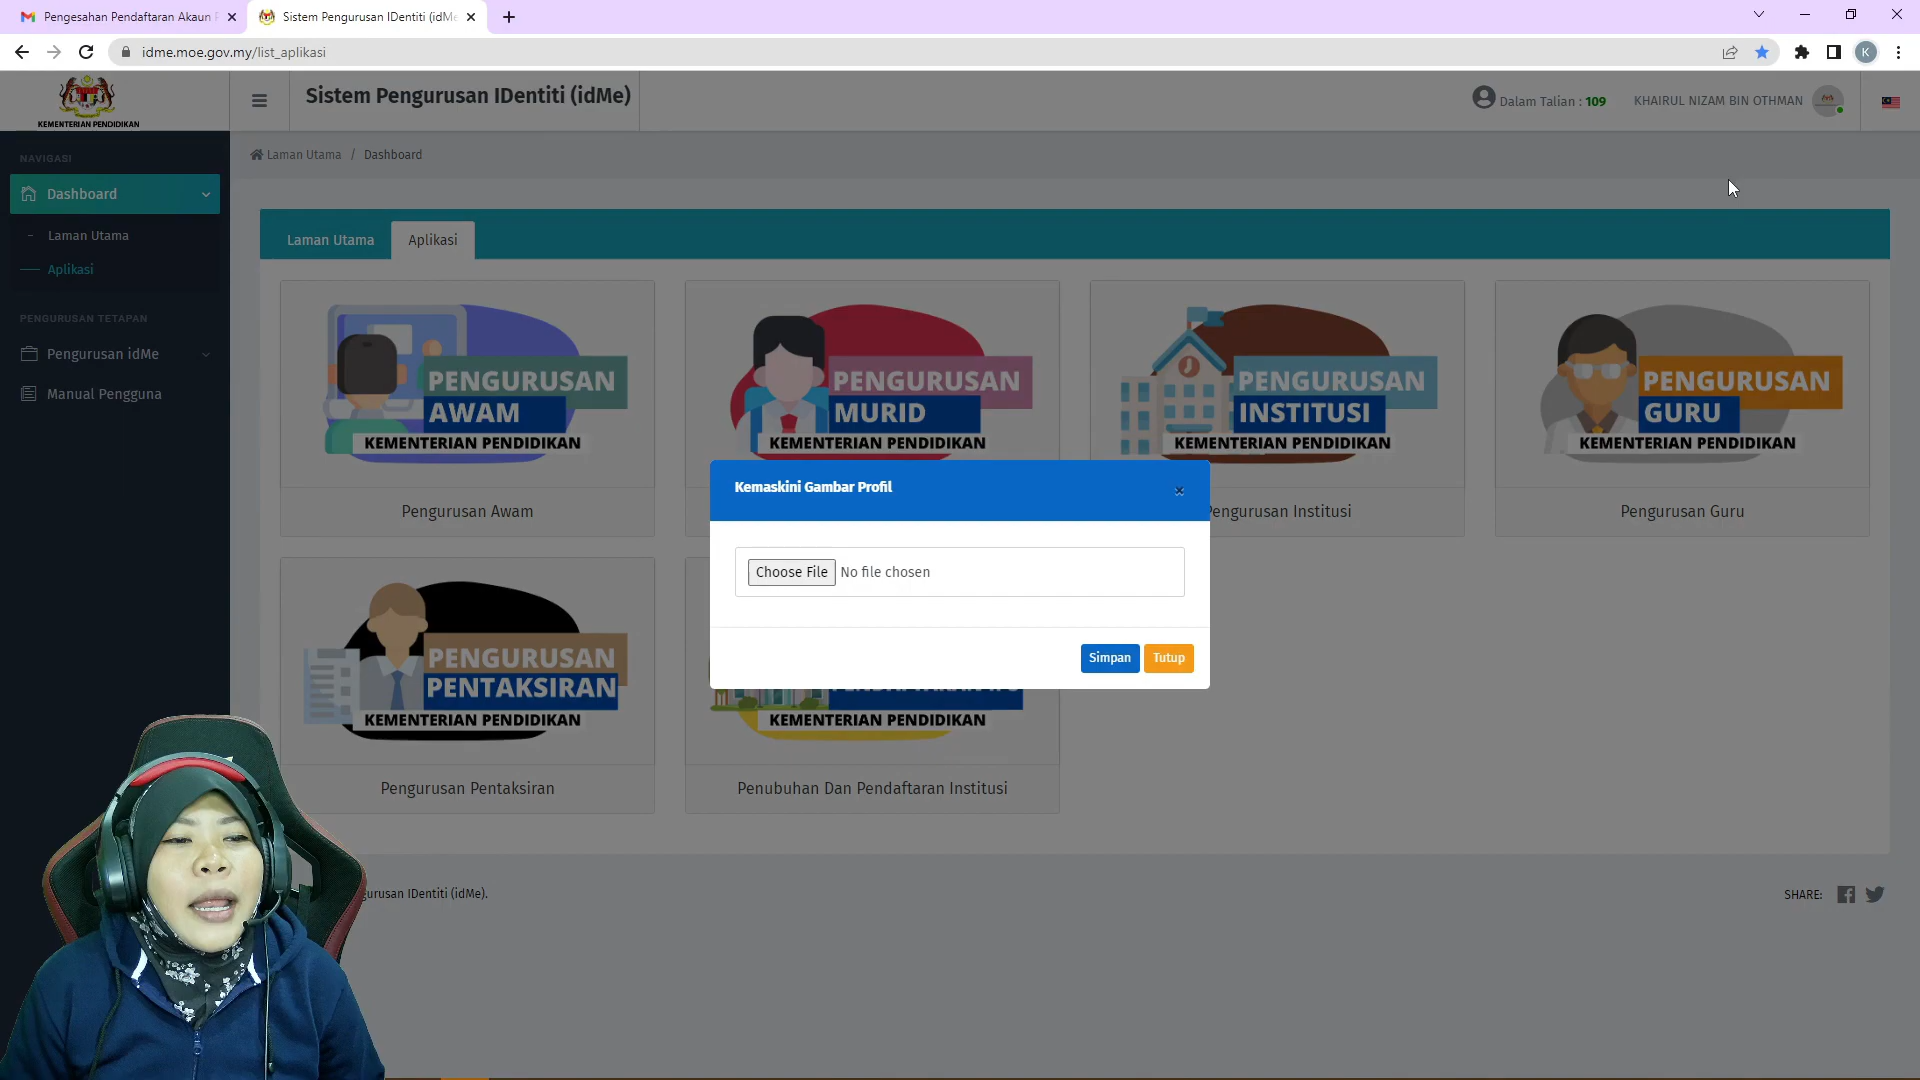 Pengesahan Pendaftaran Akaun
Sistem Pengurusan IDentiti (idMe
idme.moe.gov.my/list_aplikasi
K
KEMENTERIAN PENDIDIKAN
Sistem Pengurusan IDentiti (idMe)
Dalam Talian : 109
KHAIRUL NIZAM BIN OTHMAN
NAVIGASI
Dashboard
Laman Utama
Aplikasi
PENGURUSAN TETAPAN
Pengurusan idMe
Manual Pengguna
Laman Utama / Dashboard
Laman Utama
Aplikasi
PENGURUSAN
AWAM
KEMENTERIAN PENDIDIKAN
Pengurusan Awam
PENGURUSAN
MURID
KEMENTERIAN PENDIDIKAN
PENGURUSAN
INSTITUSI
KEMENTERIAN PENDIDIKAN
Pengurusan Institusi
PENGURUSAN
GURU
KEMENTERIAN PENDIDIKAN
Pengurusan Guru
Kemaskini Gambar Profil
×
Choose File No file chosen
Simpan
Tutup
PENGURUSAN
PENTAKSIRAN
KEMENTERIAN PENDIDIKAN
Pengurusan Pentaksiran
KEMENTERIAN PENDIDIKAN
Penubuhan Dan Pendaftaran Institusi
gurusan IDentiti (idMe).
SHARE: